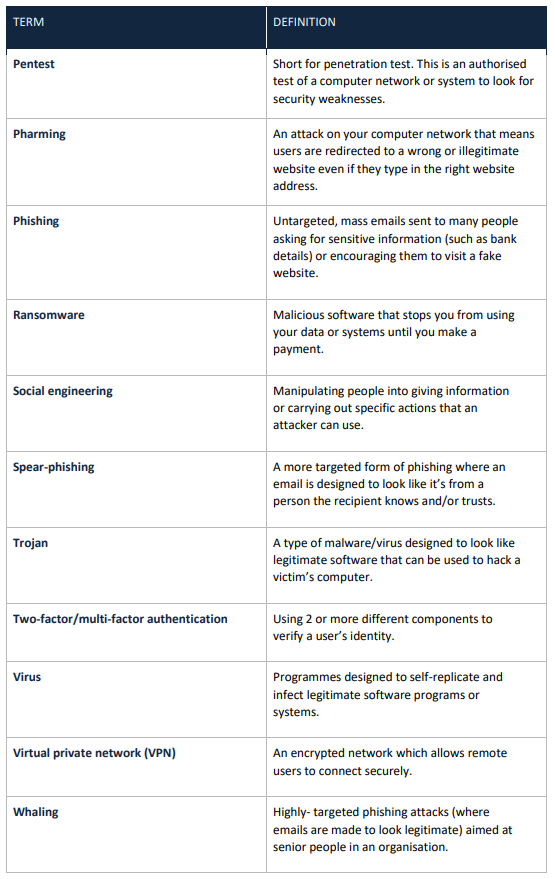 TERM
DEFINITION
Pentest
Short for penetration test. This is an authorised
test of a computer network or system to look for
security weaknesses.
Pharming
An attack on your computer network that means
users are redirected to a wrong or illegitimate
website even if they type in the right website
address.
Phishing
Untargeted, mass emails sent to many people
asking for sensitive information (such as bank
details) or encouraging them to visit a fake
website.
Ransomware
Malicious software that stops you from using
your data or systems until you make a
payment.
Social engineering
Manipulating people into giving information
or carrying out specific actions that an
attacker can use.
Spear-phishing
A more targeted form of phishing where an
email is designed to look like it’s from a
person the recipient knows and/or trusts.
Trojan
A type of malware/virus designed to look like
legitimate software that can be used to hack a
victim’s computer.
Two-factor/multi-factor authentication
Using 2 or more different components to
verify a user’s identity.
Virus
Programmes designed to self-replicate and
infect legitimate software programs or
systems.
Virtual private network (VPN)
An encrypted network which allows remote
users to connect securely.
Whaling
Highly- targeted phishing attacks (where
emails are made to look legitimate) aimed at
senior people in an organisation.